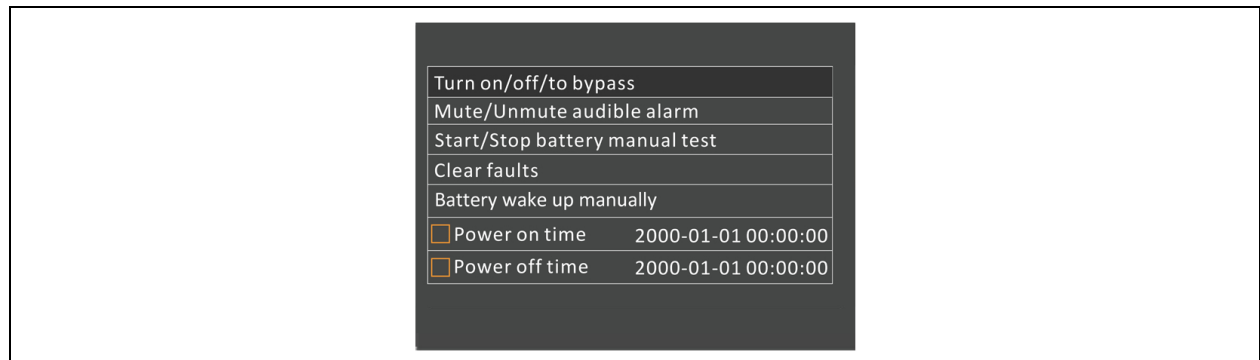 Turn on/off/to bypass
Mute/Unmute audible alarm
Start/Stop battery manual test
Clear faults
Battery wake up manually
Power on time 2000-01-01 00:00:00
Power off time 2000-01-01 00:00:00